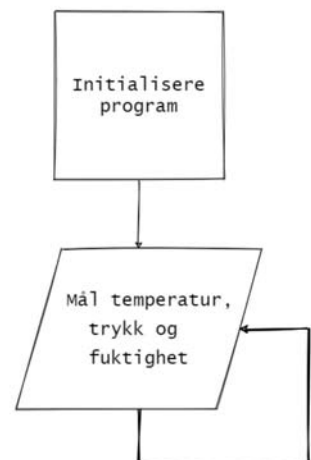 Initialisere
program
Mål temperatur,
trykk og
fuktighet